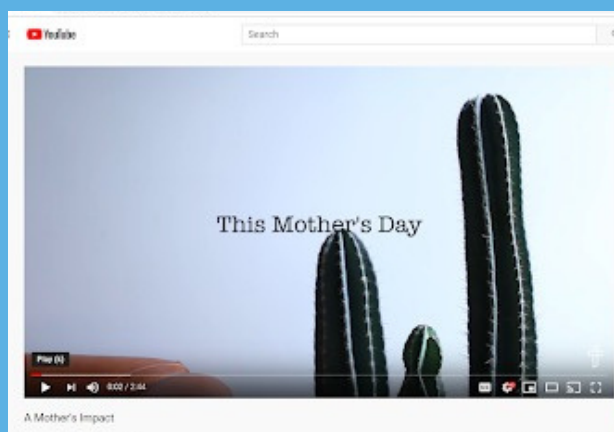 YouTube
Search
This Mother's Day
Play (k)
0:02 / 2:44
A Mother's Impact